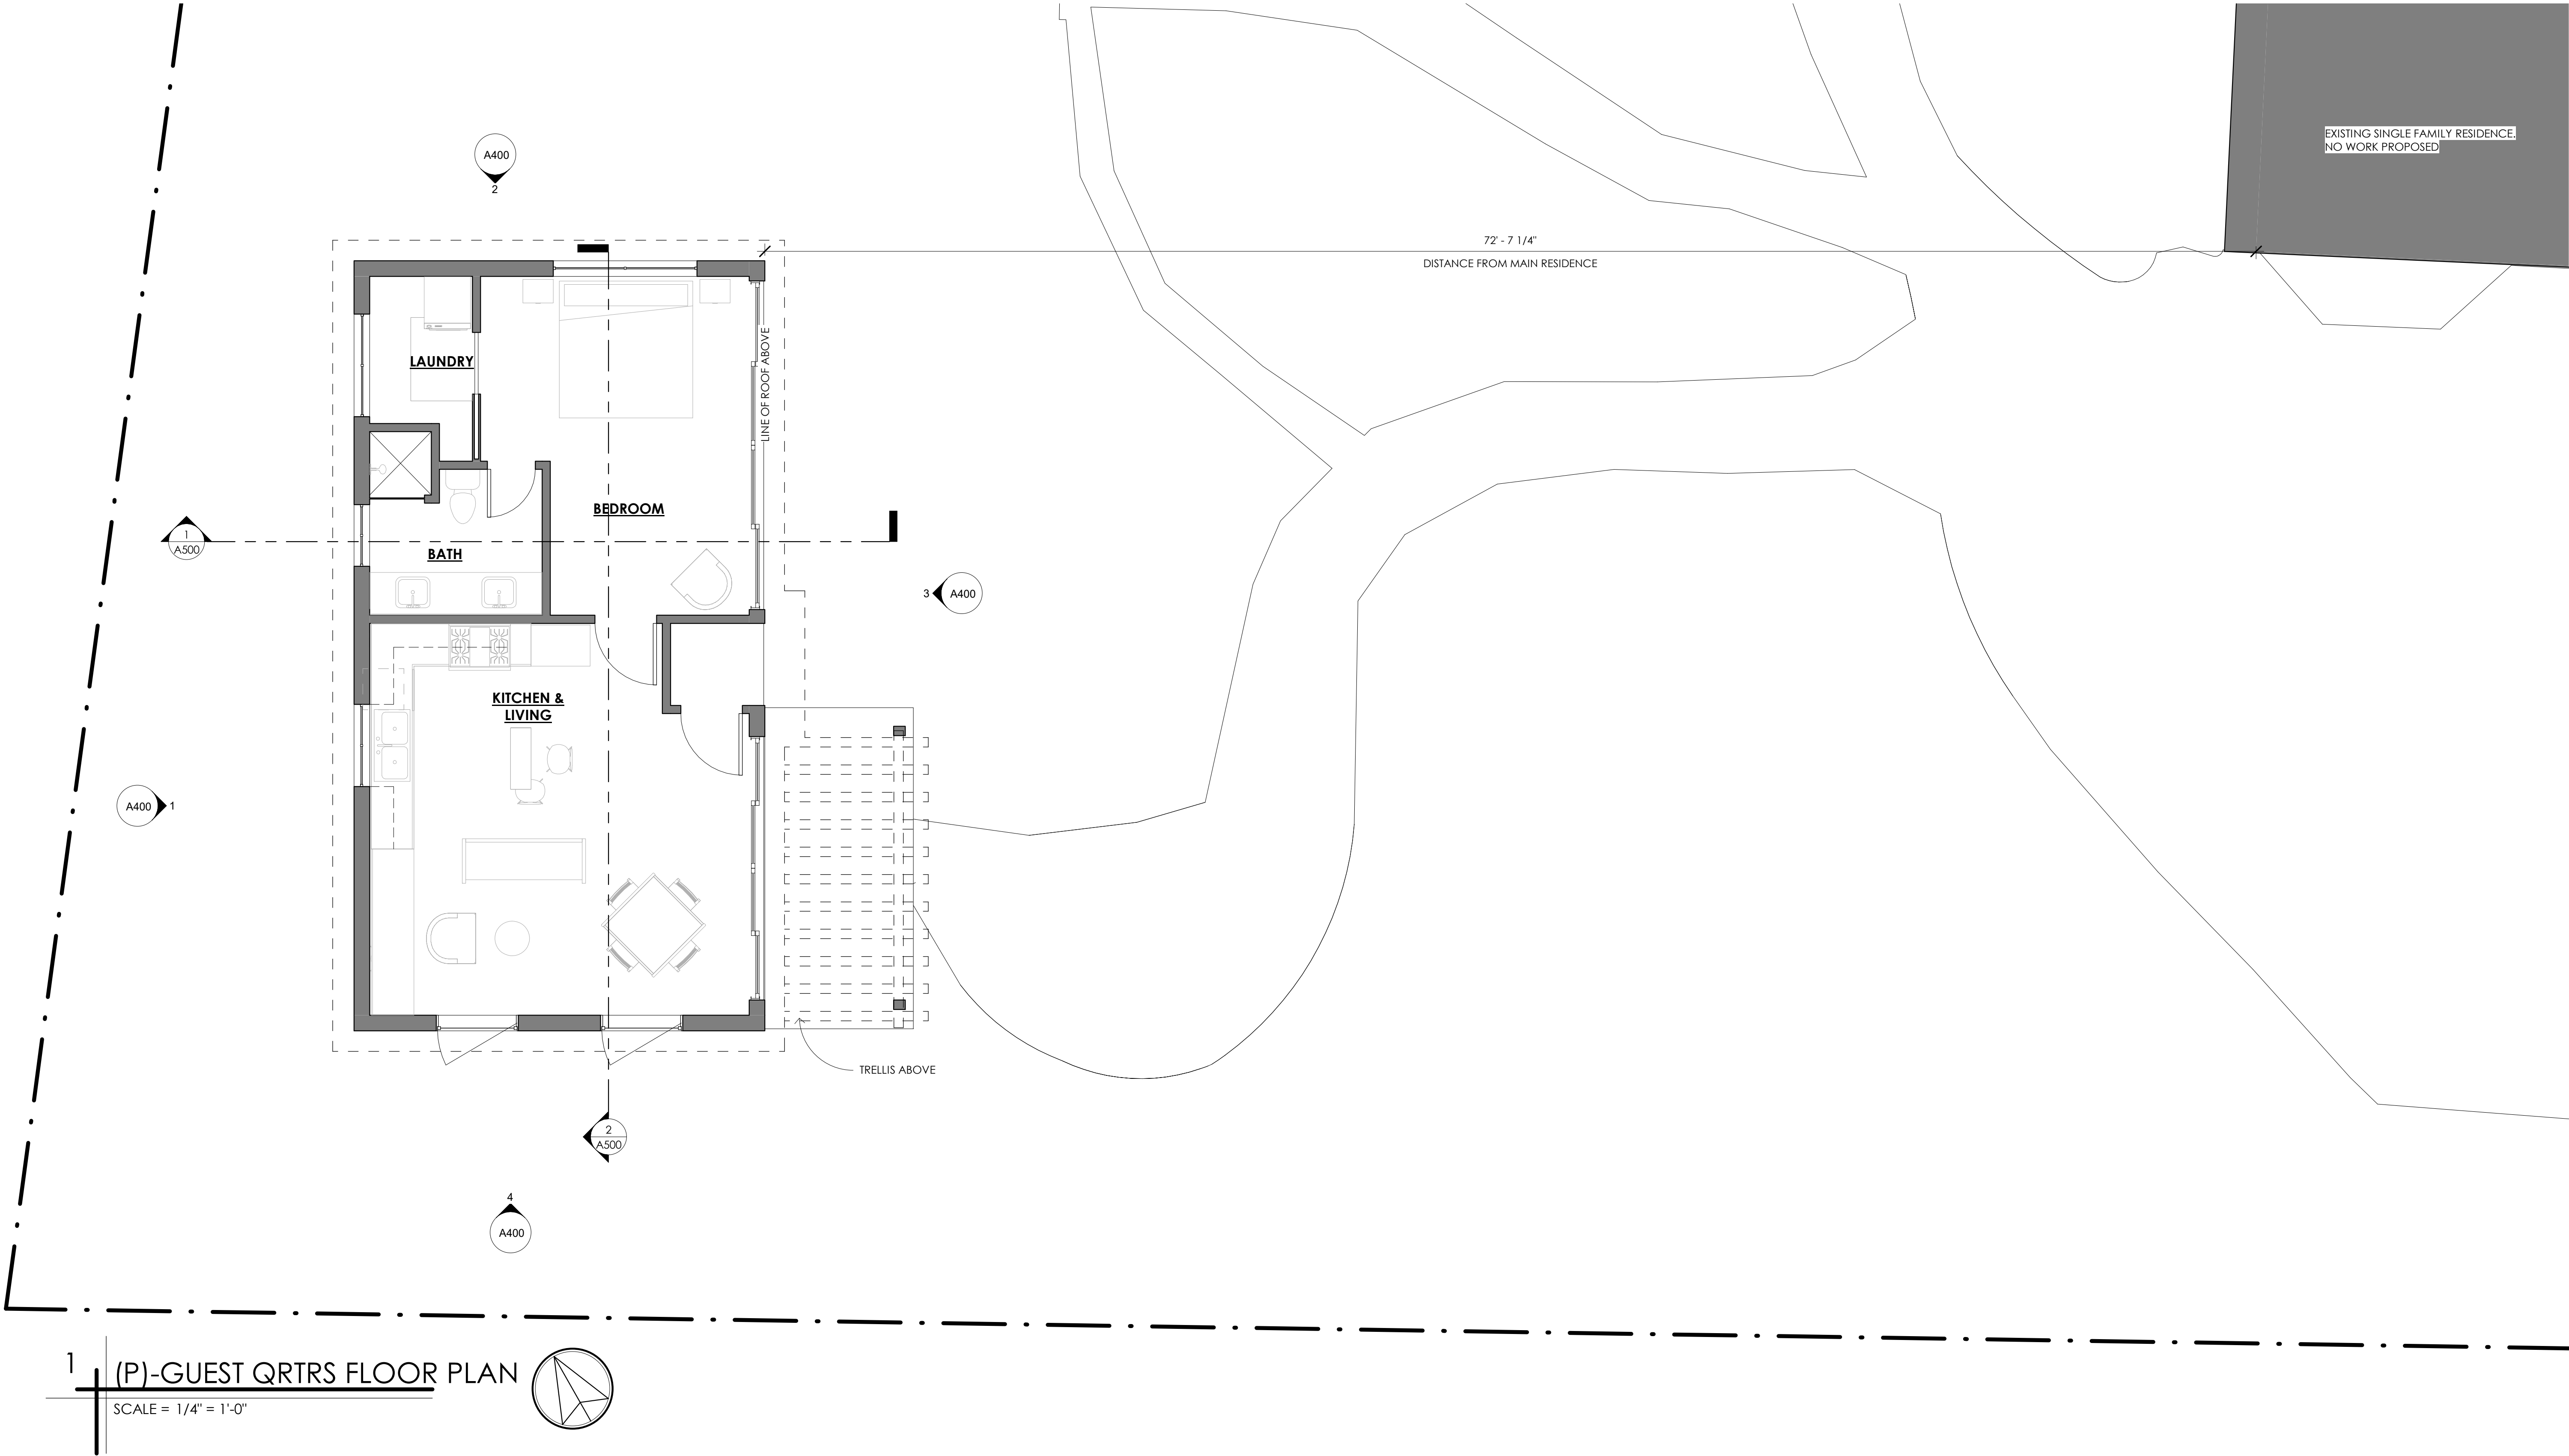 EXISTING SINGLE FAMILY RESIDENCE.
NO WORK PROPOSED
A400
2
72' - 7 1/4"
DISTANCE FROM MAIN RESIDENCE
LINE OF ROOF ABOVE
LAUNDRY
BEDROOM
1
A500
BATH
3
A400
KITCHEN &
LIVING
A400
1
TRELLIS ABOVE
2
A500
4
A400
1
(P)-GUEST QRTRS FLOOR PLAN
SCALE = 1/4" = 1'-0"